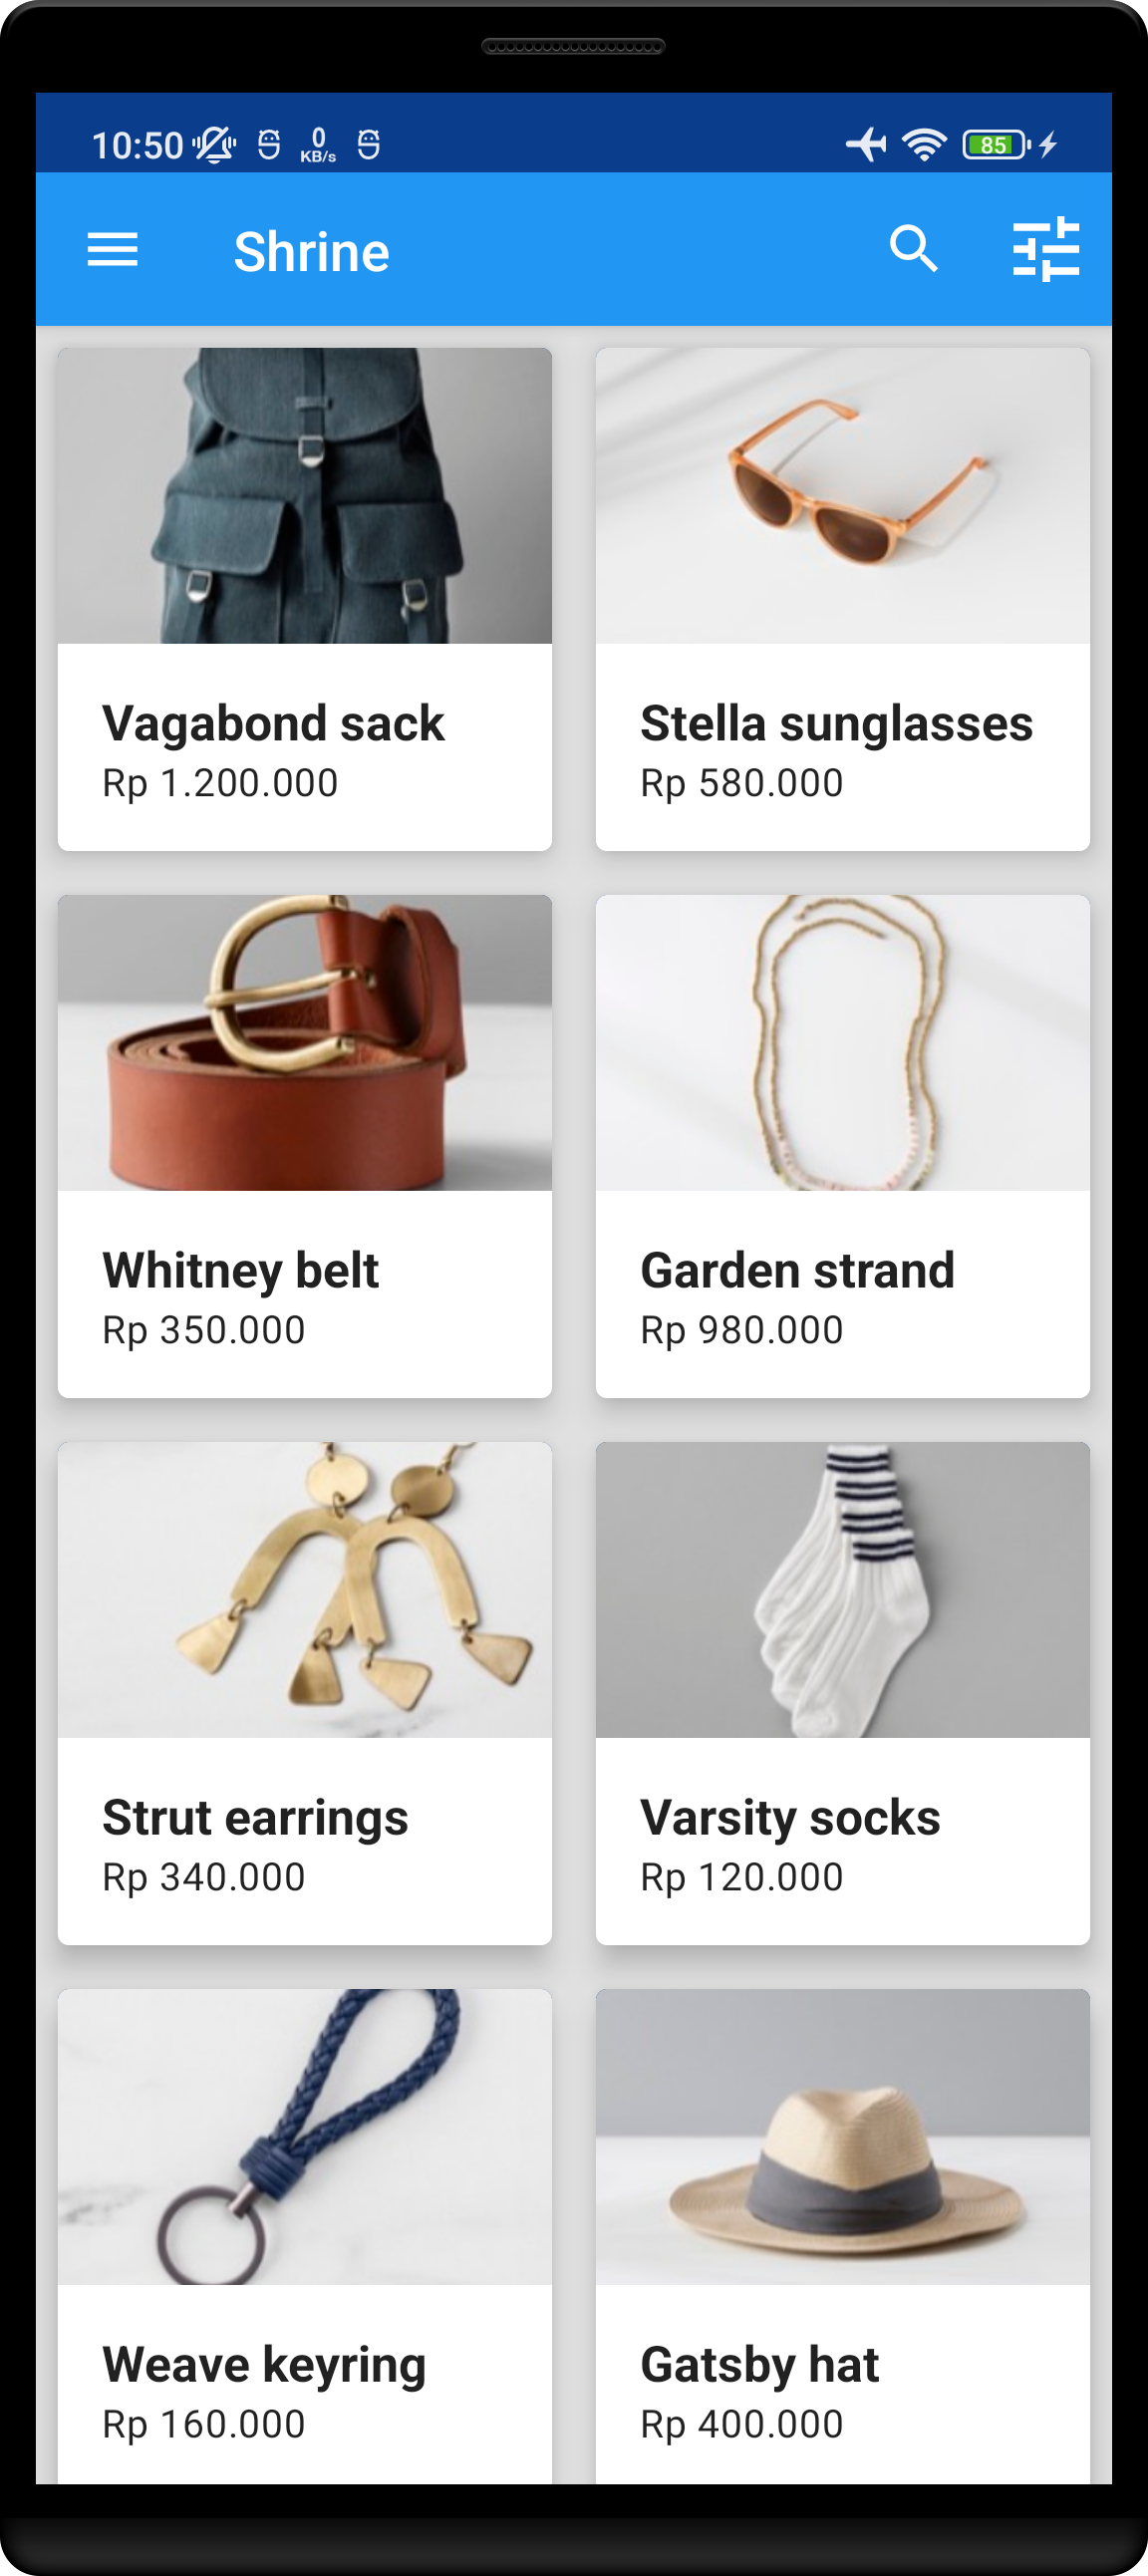 10:50 0 KB/s 85
Shrine
Vagabond sack
Rp 1.200.000
Stella sunglasses
Rp 580.000
Whitney belt
Rp 350.000
Garden strand
Rp 980.000
Strut earrings
Rp 340.000
Varsity socks
Rp 120.000
Weave keyring
Rp 160.000
Gatsby hat
Rp 400.000